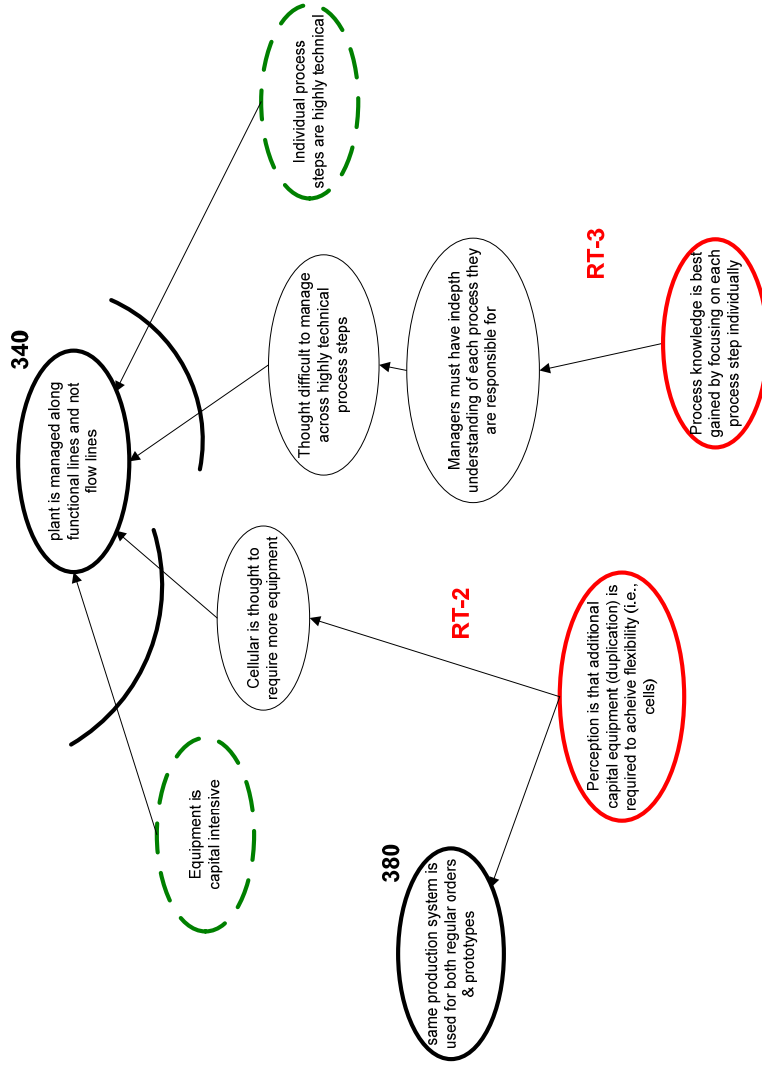 340
plant is managed along
functional lines and not
flow lines
Equipment is
capital intensive
Cellular is thought to
require more equipment
Thought difficult to manage
across highly technical
process steps
Individual process
steps are highly technical
380
same production system is
used for both regular orders
& prototypes
RT-2
Managers must have indepth
understanding of each process they
are responsible for
RT-3
Perception is that additional
capital equipment (duplication) is
required to acheive flexibility (i.e.,
cells)
Process knowledge is best
gained by focusing on each
process step individually